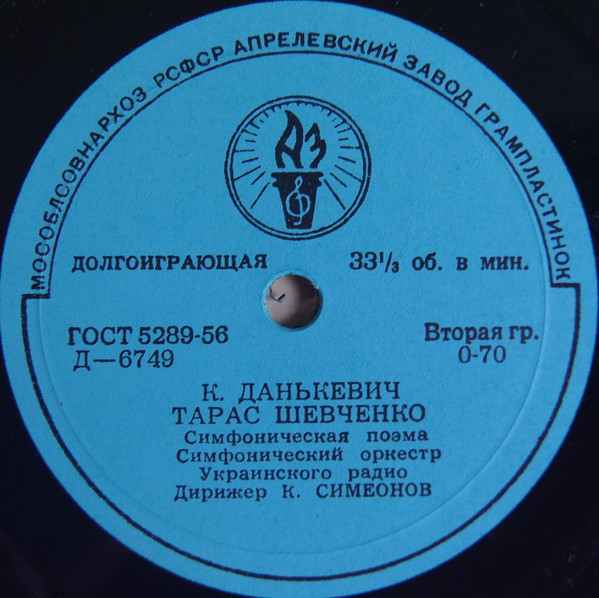 МОСОБЛСОВНАРХОЗ РСФСР АПРЕЛЕВСКИЙ ЗАВОД ГРАМПЛАСТИНОК
АЗ
ДОЛГОИГРАЮЩАЯ 33⅓ об. в мин.
ГОСТ 5289-56 Вторая гр.
Д—6749 0-70
К. ДАНЬКЕВИЧ
ТАРАС ШЕВЧЕНКО
Симфоническая поэма
Симфонический оркестр
Украинского радио
Дирижер К. СИМЕОНОВ